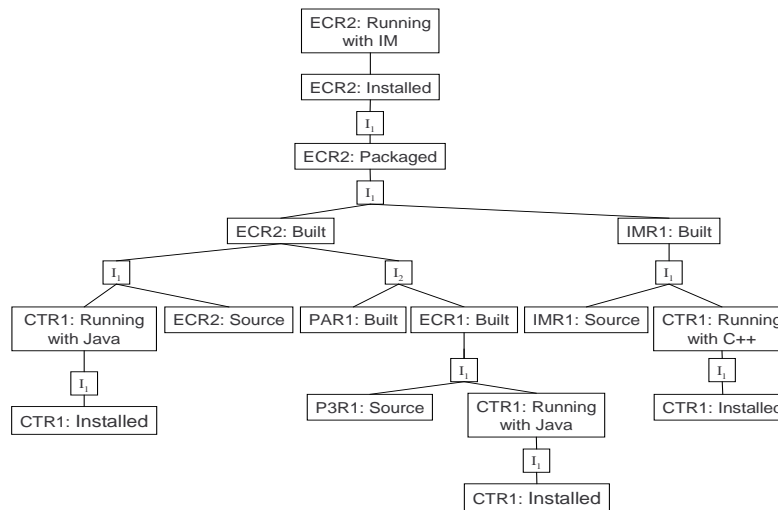 ECR2: Running
with IM
ECR2: Installed
I1
ECR2: Packaged
I1
ECR2: Built
IMR1: Built
I1
I2
I1
CTR1: Running
with Java
ECR2: Source
PAR1: Built
ECR1: Built
IMR1: Source
CTR1: Running
with C++
I1
I1
I1
CTR1: Installed
P3R1: Source
CTR1: Running
with Java
CTR1: Installed
I1
CTR1: Installed